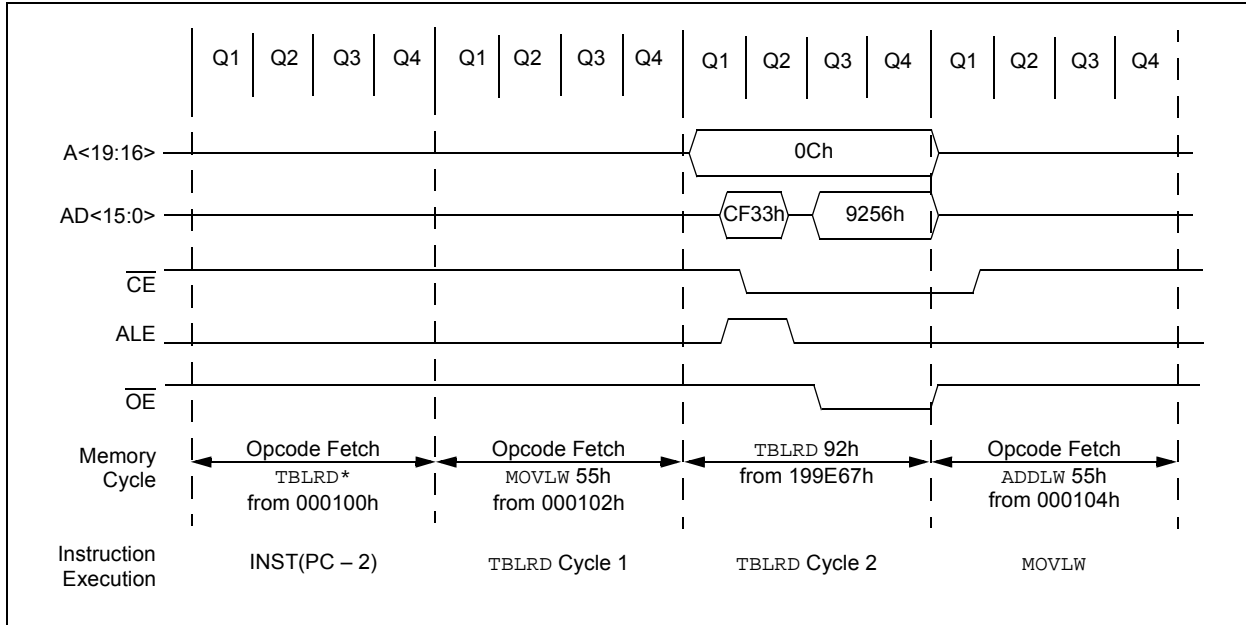 Q1 Q2 Q3 Q4 Q1 Q2 Q3 Q4 Q1 Q2 Q3 Q4 Q1 Q2 Q3 Q4
A<19:16>
0Ch
AD<15:0>
CF33h
9256h
CE
ALE
OE
Memory
Cycle
Opcode Fetch
TBLRD*
from 000100h
Opcode Fetch
MOVLW 55h
from 000102h
TBLRD 92h
from 199E67h
Opcode Fetch
ADDLW 55h
from 000104h
Instruction
Execution
INST(PC – 2)
TBLRD Cycle 1
TBLRD Cycle 2
MOVLW